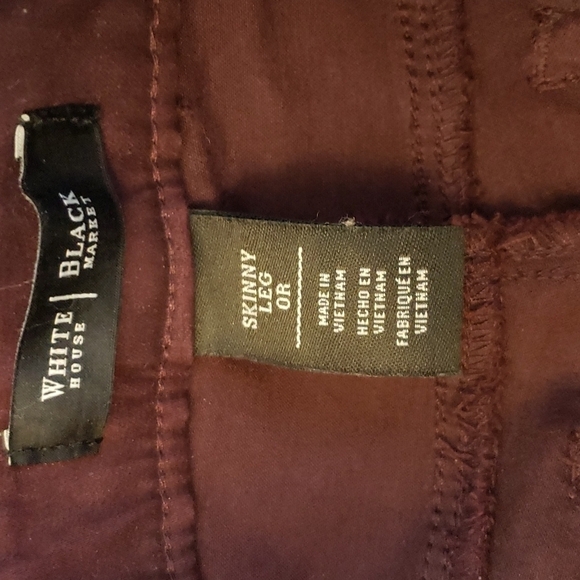 WHITE | BLACK
HOUSE MARKET
SKINNY
LEG
OR
MADE IN
VIETNAM
HECHO EN
VIETNAM
FABRIQUÉ EN
VIETNAM